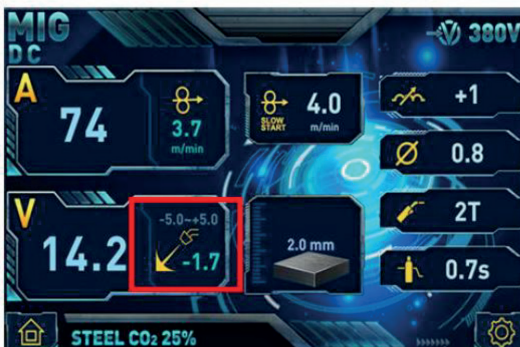 MIG
DC
380V
A
74
3.7
m/min
SLOW
START
4.0
m/min
+1
0.8
V
14.2
-5.0~+5.0
-1.7
2.0 mm
2T
0.7s
STEEL CO₂ 25%